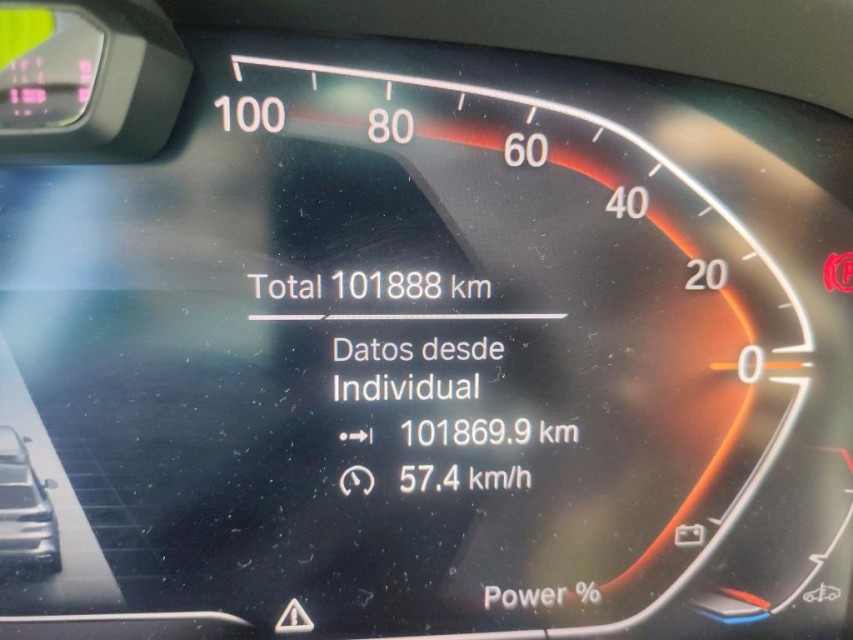 100
80
60
40
20
0
Total 101888 km
Datos desde
Individual
101869.9 km
57.4 km/h
Power %